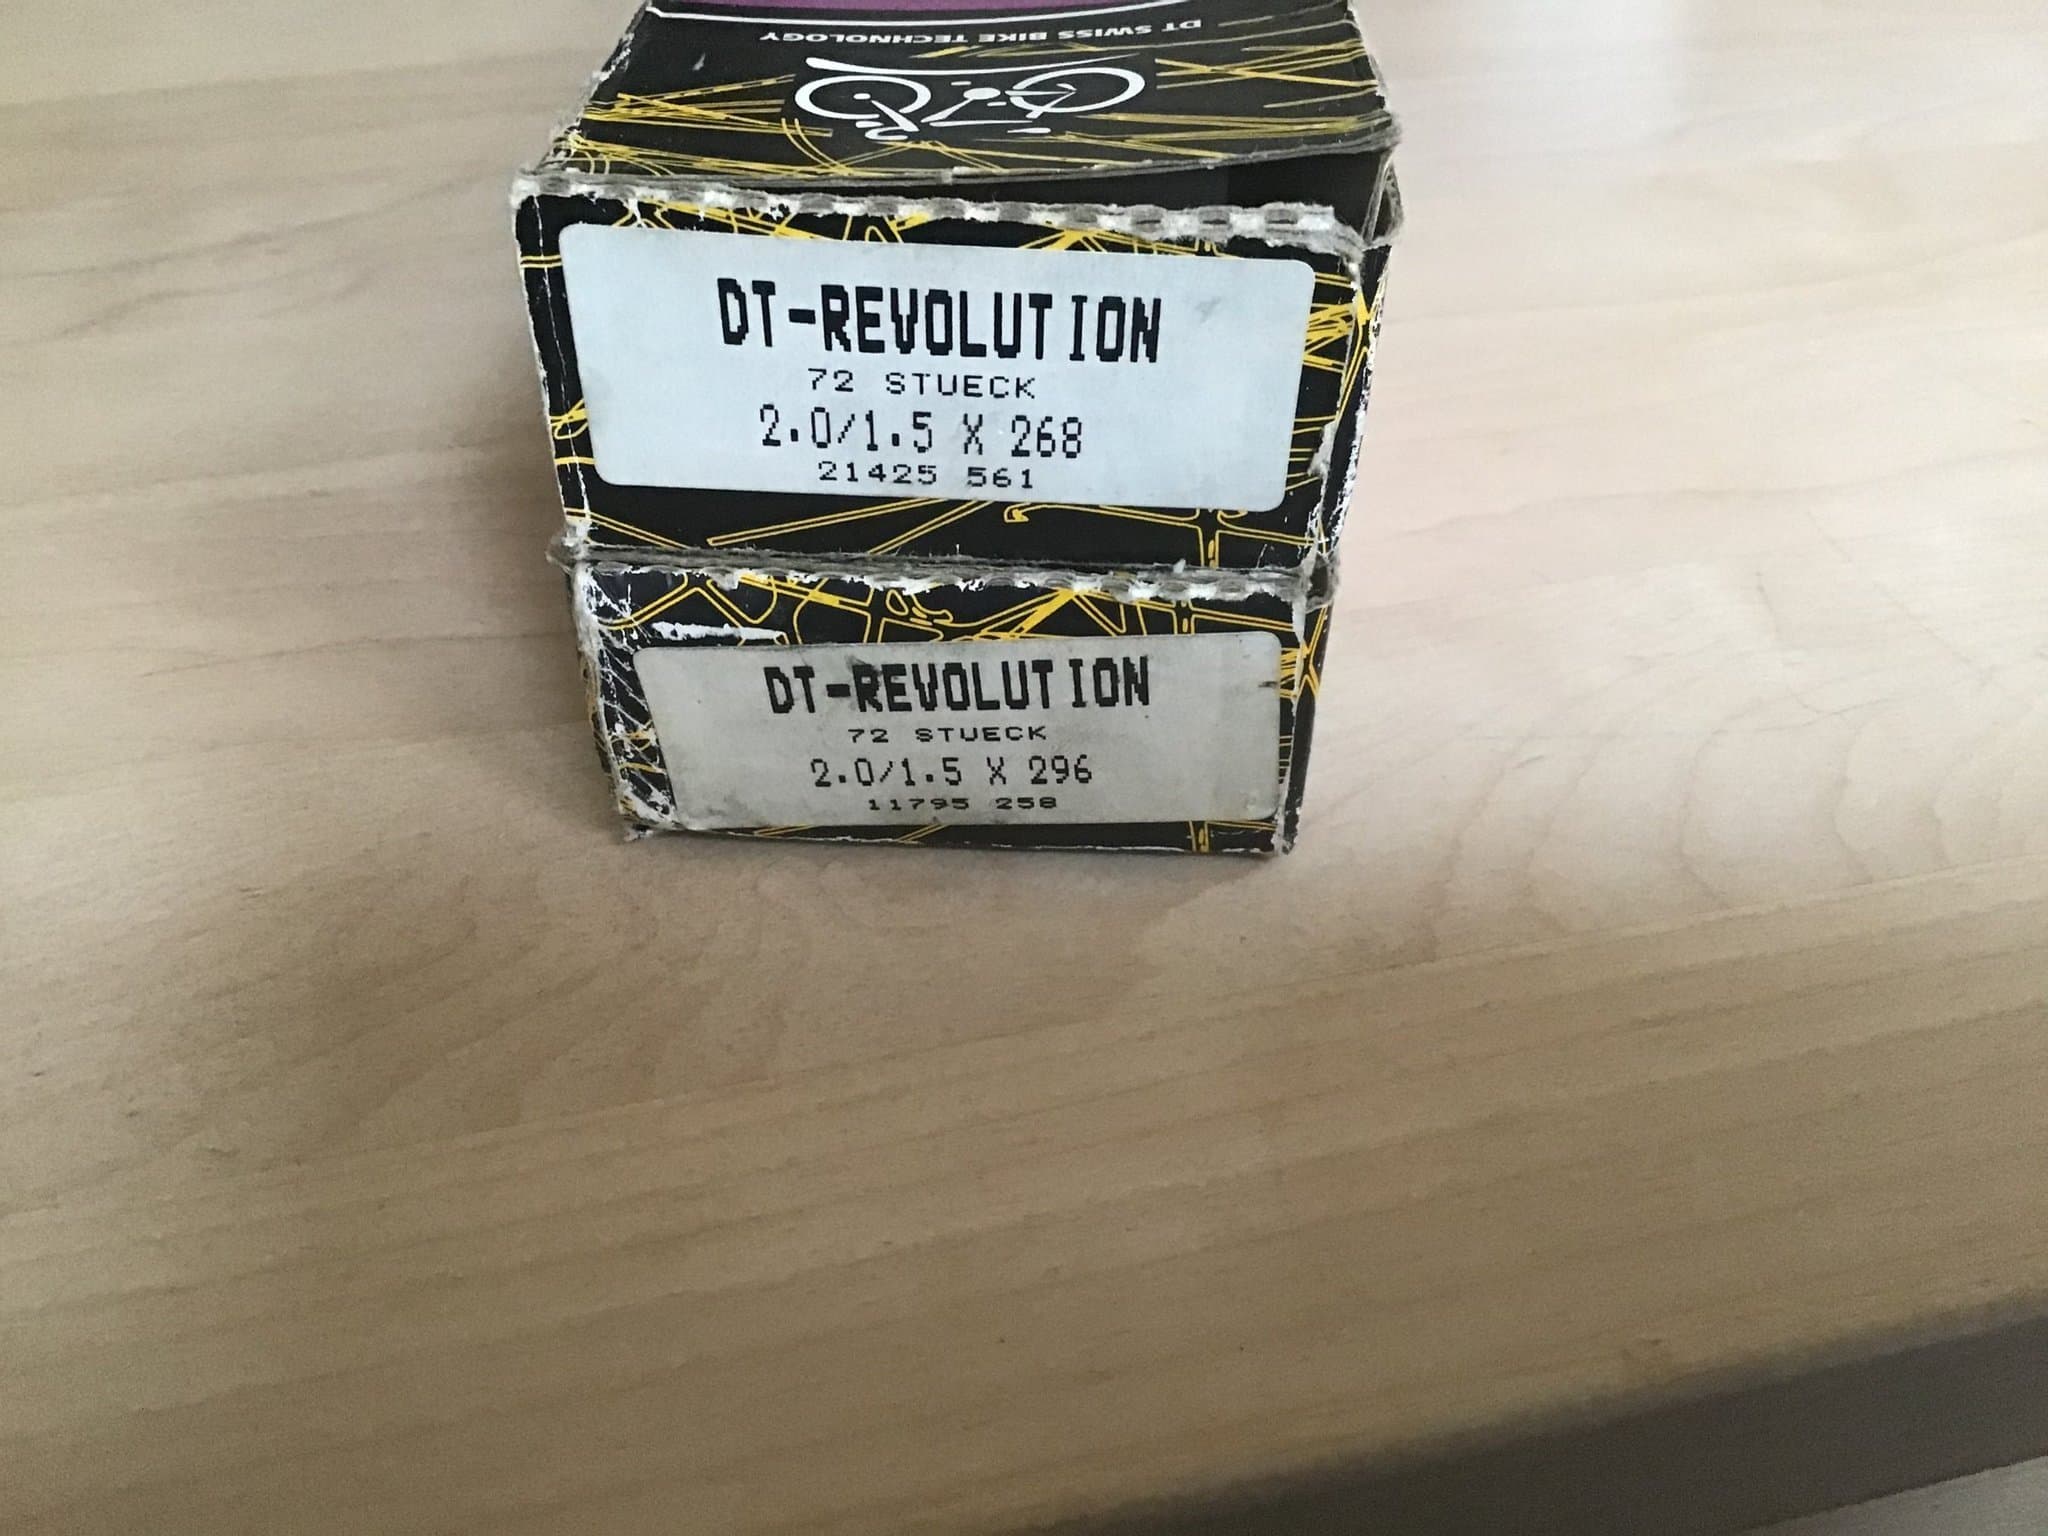 DT SWISS BIKE TECHNOLOGY
DT-REVOLUTION
72 STUECK
2.0/1.5 X 268
21425 561
DT-REVOLUTION
72 STUECK
2.0/1.5 X 296
11795 258